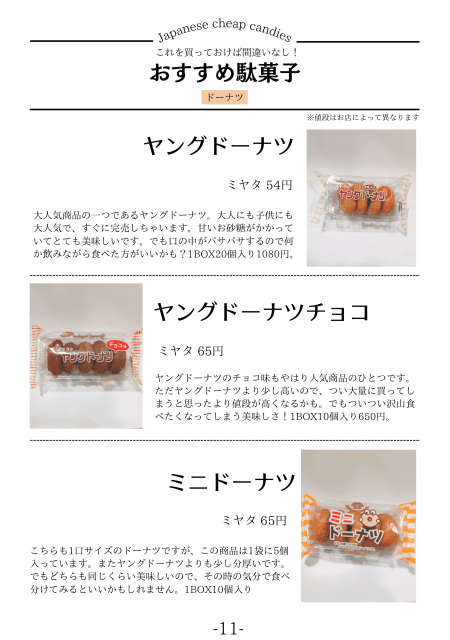 Japanese cheap candies
これを買っておけば間違いなし！
おすすめ駄菓子
ドーナツ
※値段はお店によって異なります
ヤングドーナツ
ミヤタ 54円
大人気商品の一つであるヤングドーナツ。大人にも子供にも
大人気で、すぐに完売しちゃいます。甘いお砂糖がかかって
いてとても美味しいです。でも口の中がパサパサするので何
か飲みながら食べた方がいいかも？1BOX20個入り1080円。
ヤングドーナツ
ヤングドーナツチョコ
ミヤタ 65円
ヤングドーナツのチョコ味もやはり人気商品のひとつです。
ただヤングドーナツより少し高いので、つい大量に買ってし
まうと思ったより値段が高くなるかも。でもついつい沢山食
べたくなってしまう美味しさ！1BOX10個入り650円。
チョコ味
ヤングドーナツ
ミニドーナツ
ミヤタ 65円
こちらも1口サイズのドーナツですが、この商品は1袋に5個
入っています。またヤングドーナツよりも少し分厚いです。
でもどちらも同じくらい美味しいので、その時の気分で食べ
分けてみるといいかもしれません。1BOX10個入り
ミニ
ドーナツ
-11-